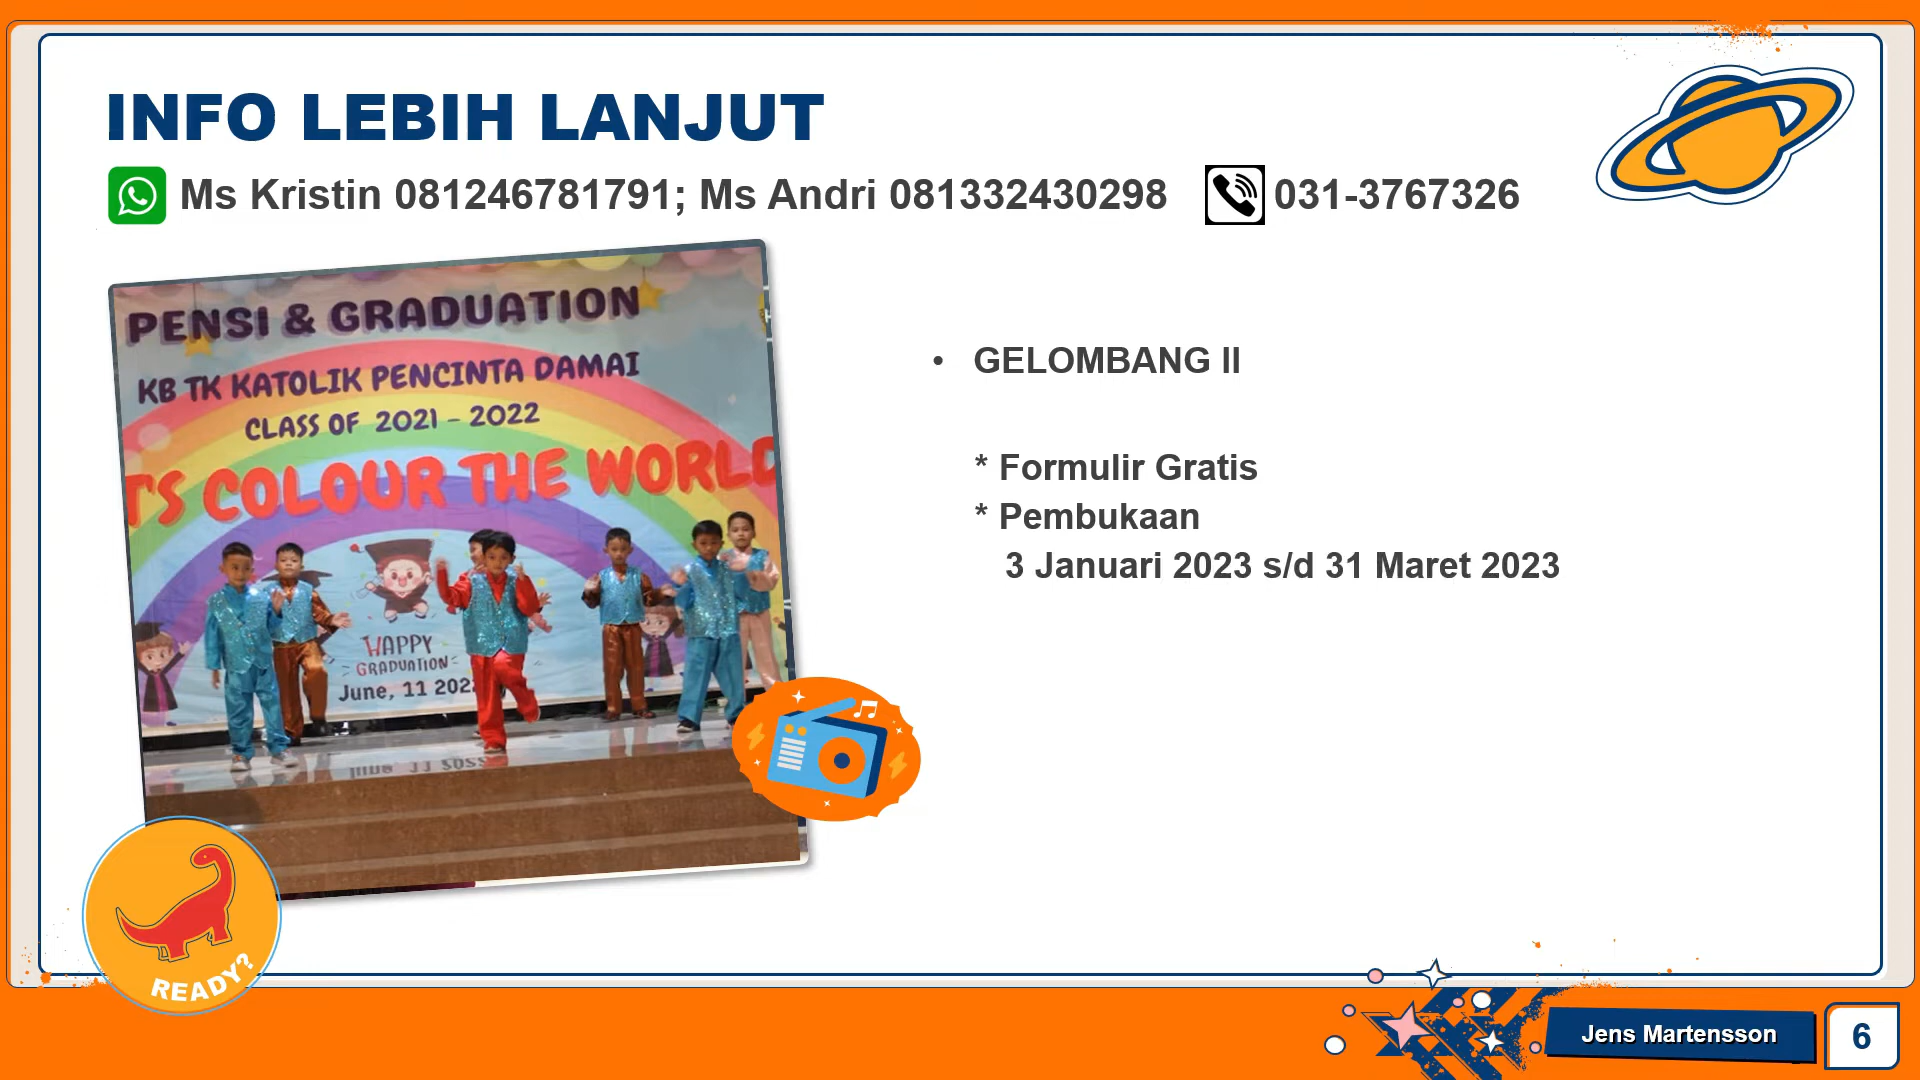 INFO LEBIH LANJUT
Ms Kristin 081246781791; Ms Andri 081332430298
031-3767326
PENSI & GRADUATION
KB TK KATOLIK PENCINTA DAMAI
CLASS OF 2021 - 2022
T'S COLOUR THE WORLD
HAPPY
GRADUATION
June, 11 202
• GELOMBANG II
* Formulir Gratis
* Pembukaan
3 Januari 2023 s/d 31 Maret 2023
READY?
Jens Martensson
6